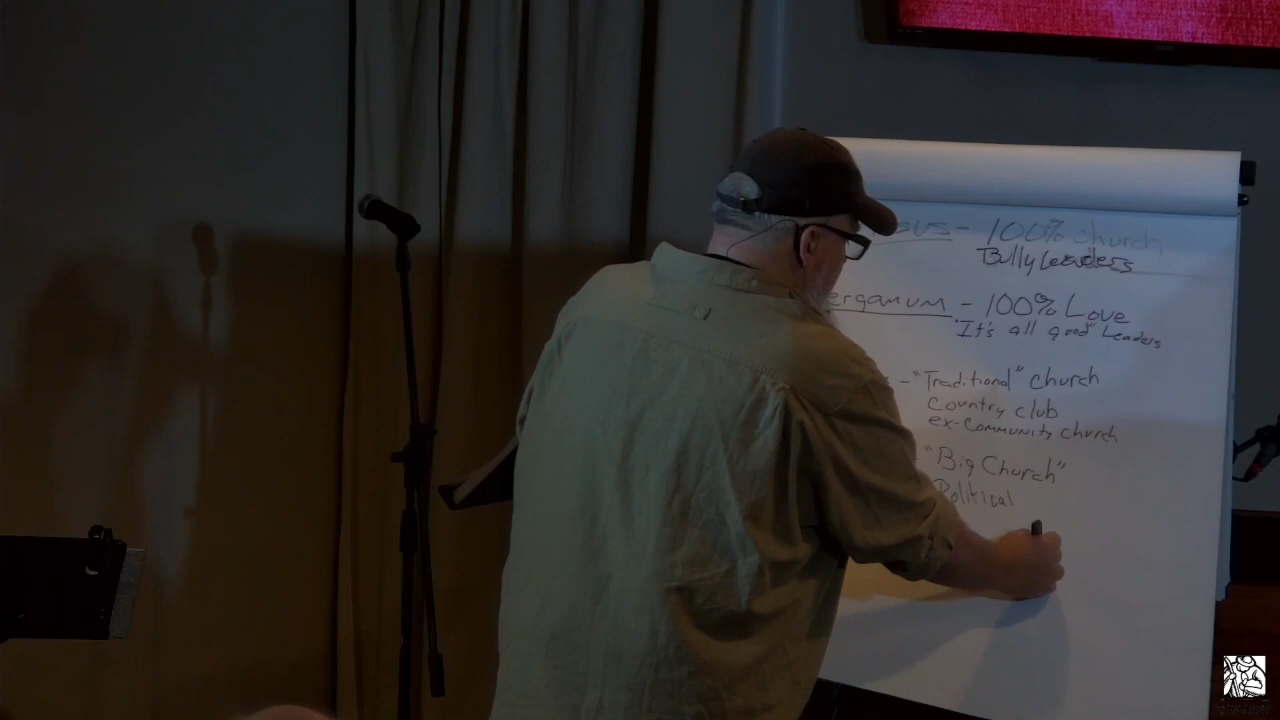 - 100% church
Bully Leaders
ergamum - 100% Love
"It's all good" Leaders
- "Traditional" church
country club
ex-community church
"Big Church"
Political